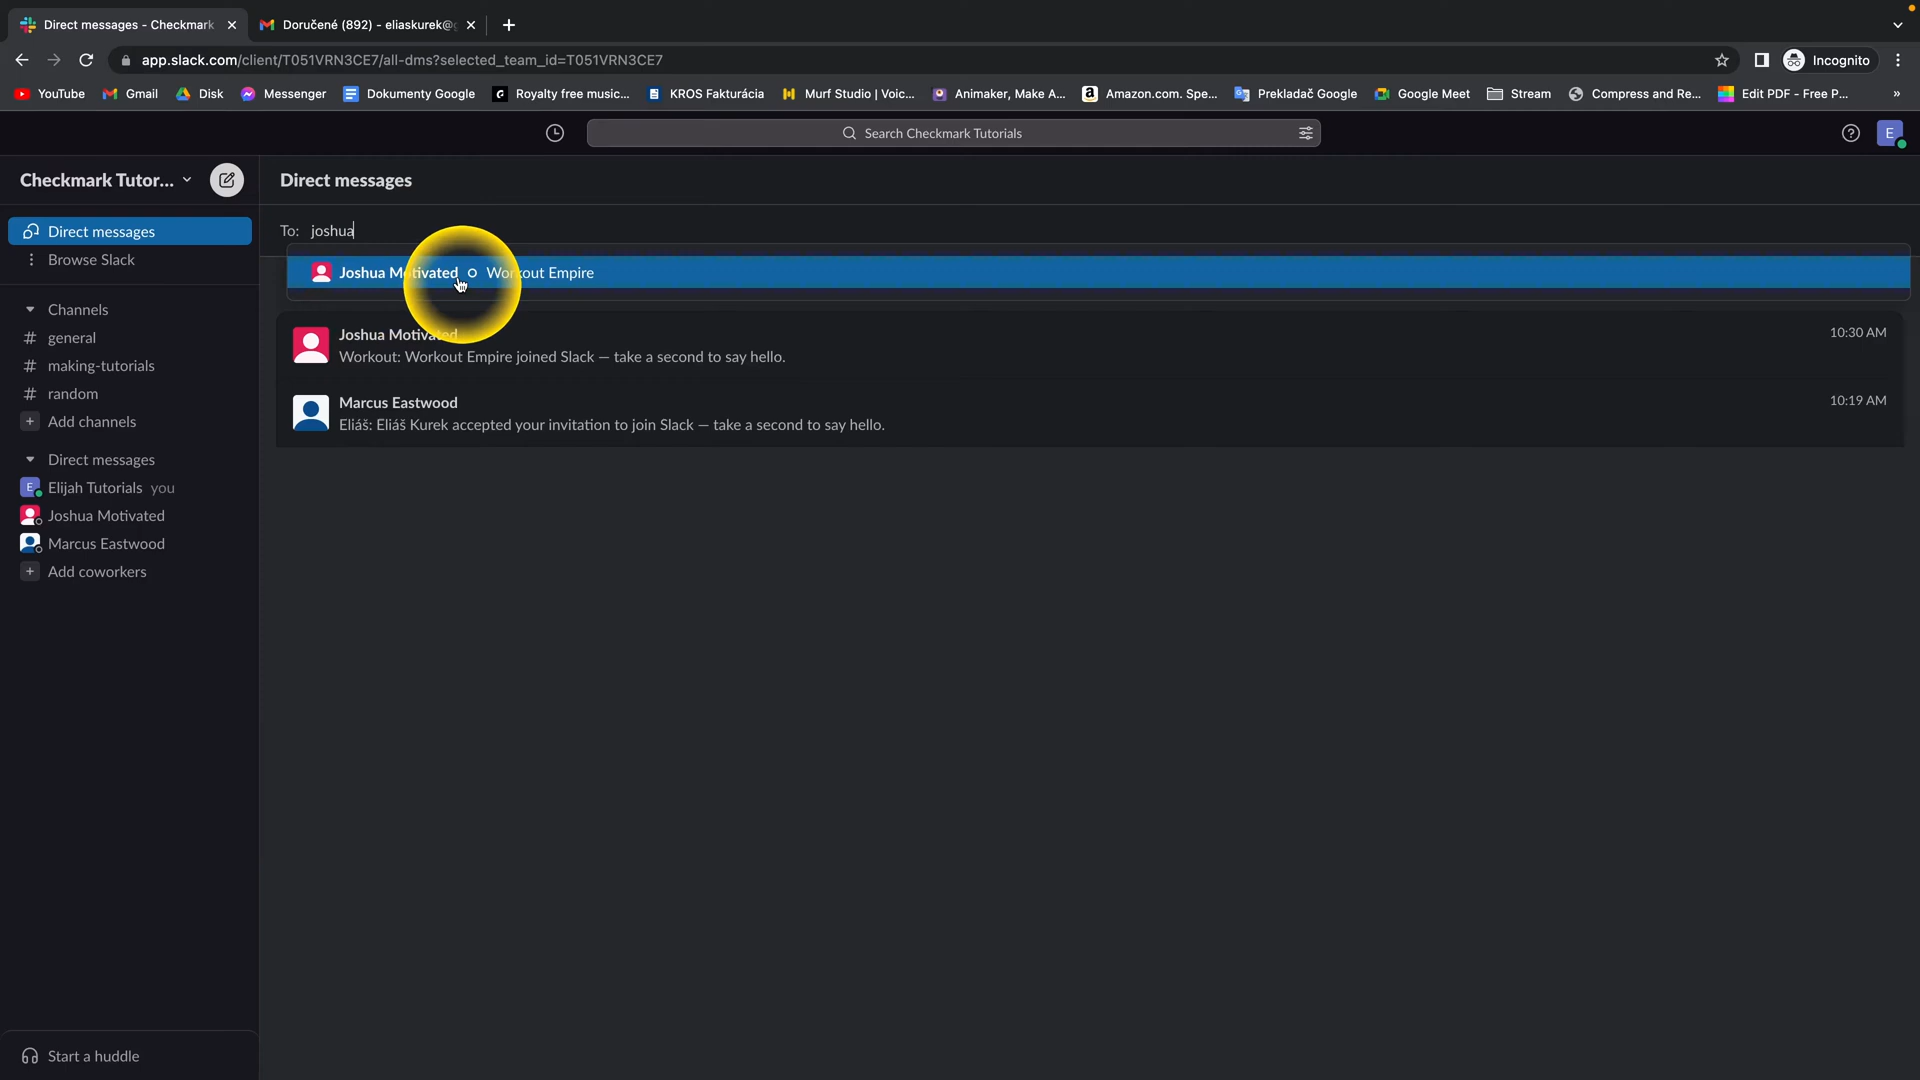 Direct messages - Checkmark
Doručené (892) - eliaskurek@g
app.slack.com/client/T051VRN3CE7/all-dms?selected_team_id=T051VRN3CE7
Incognito
YouTube
Gmail
Disk
Messenger
Dokumenty Google
Royalty free music...
KROS Fakturácia
Murf Studio | Voic...
Animaker, Make A...
Amazon.com. Spe...
Prekladač Google
Google Meet
Stream
Compress and Re...
Edit PDF - Free P...
»
Search Checkmark Tutorials
E
Checkmark Tutor...
Direct messages
Direct messages
Browse Slack
To: joshua
Joshua Motivated Workout Empire
Channels
# general
# making-tutorials
# random
+ Add channels
Joshua Motivated
10:30 AM
Workout: Workout Empire joined Slack — take a second to say hello.
Marcus Eastwood
10:19 AM
Eliáš: Eliáš Kurek accepted your invitation to join Slack — take a second to say hello.
Direct messages
E Elijah Tutorials you
Joshua Motivated
Marcus Eastwood
+ Add coworkers
Start a huddle